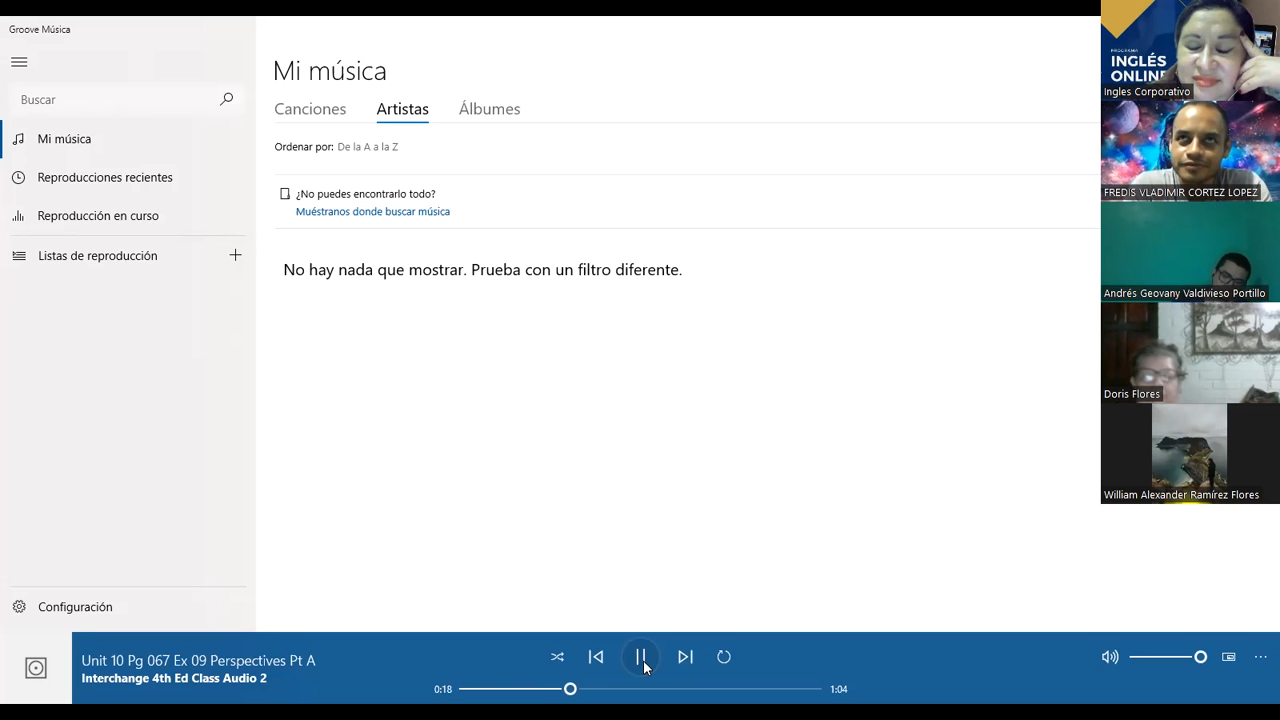 Groove Música
Buscar
Mi música
Reproducciones recientes
Reproducción en curso
Listas de reproducción
Configuración
Mi música
Canciones
Artistas
Álbumes
Ordenar por: De la A a la Z
¿No puedes encontrarlo todo?
Muéstranos donde buscar música
No hay nada que mostrar. Prueba con un filtro diferente.
Unit 10 Pg 067 Ex 09 Perspectives Pt A
Interchange 4th Ed Class Audio 2
0:18
1:04
PROGRAMA
INGLÉS
ONLINE
Ingles Corporativo
FREDIS VLADIMIR CORTEZ LOPEZ
Andrés Geovany Valdivieso Portillo
Doris Flores
William Alexander Ramírez Flores